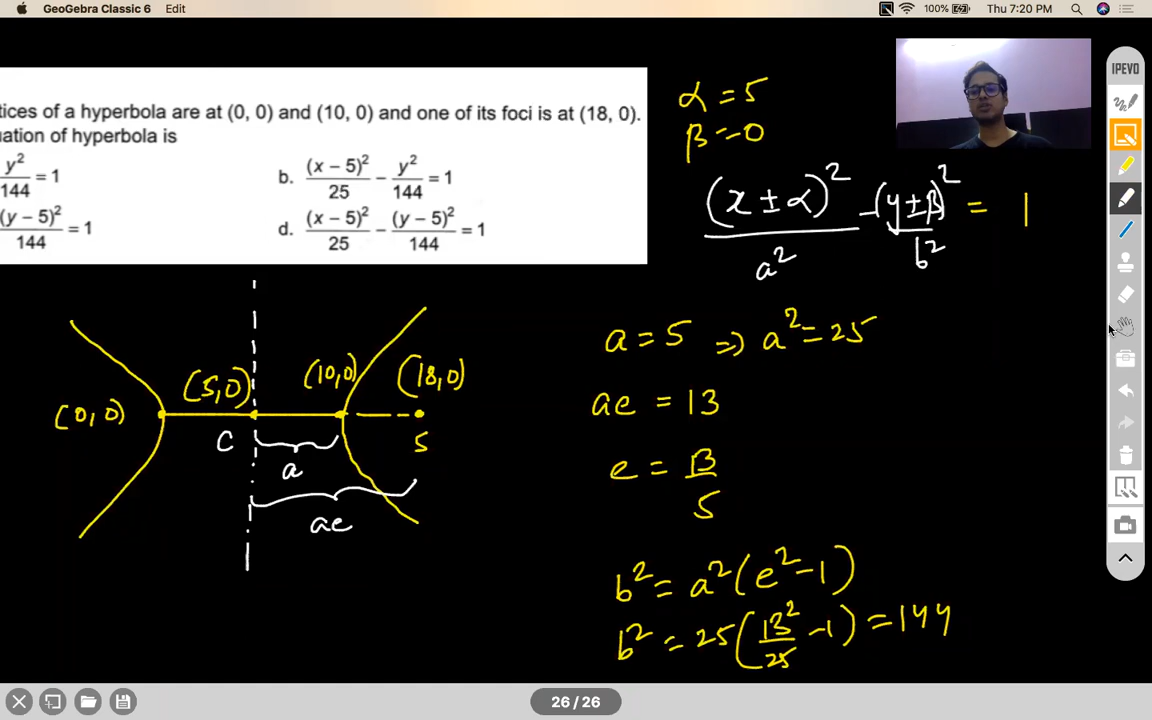 GeoGebra Classic 6 Edit 100% Thu 7:20 PM
IPEVO
tices of a hyperbola are at (0, 0) and (10, 0) and one of its foci is at (18, 0).
uation of hyperbola is
y²/144 = 1
b. (x – 5)²/25 – y²/144 = 1
(y – 5)²/144 = 1
d. (x – 5)²/25 – (y – 5)²/144 = 1
α = 5
β = 0
(x ± α)²/a² – (y ± β)²/b² = 1
(0, 0)
(5,0)
(10,0)
(18,0)
C
S
a
ae
a = 5 ⇒ a² = 25
ae = 13
e = 13/5
b² = a²(e² – 1)
b² = 25(13²/25 – 1) = 144
26 / 26